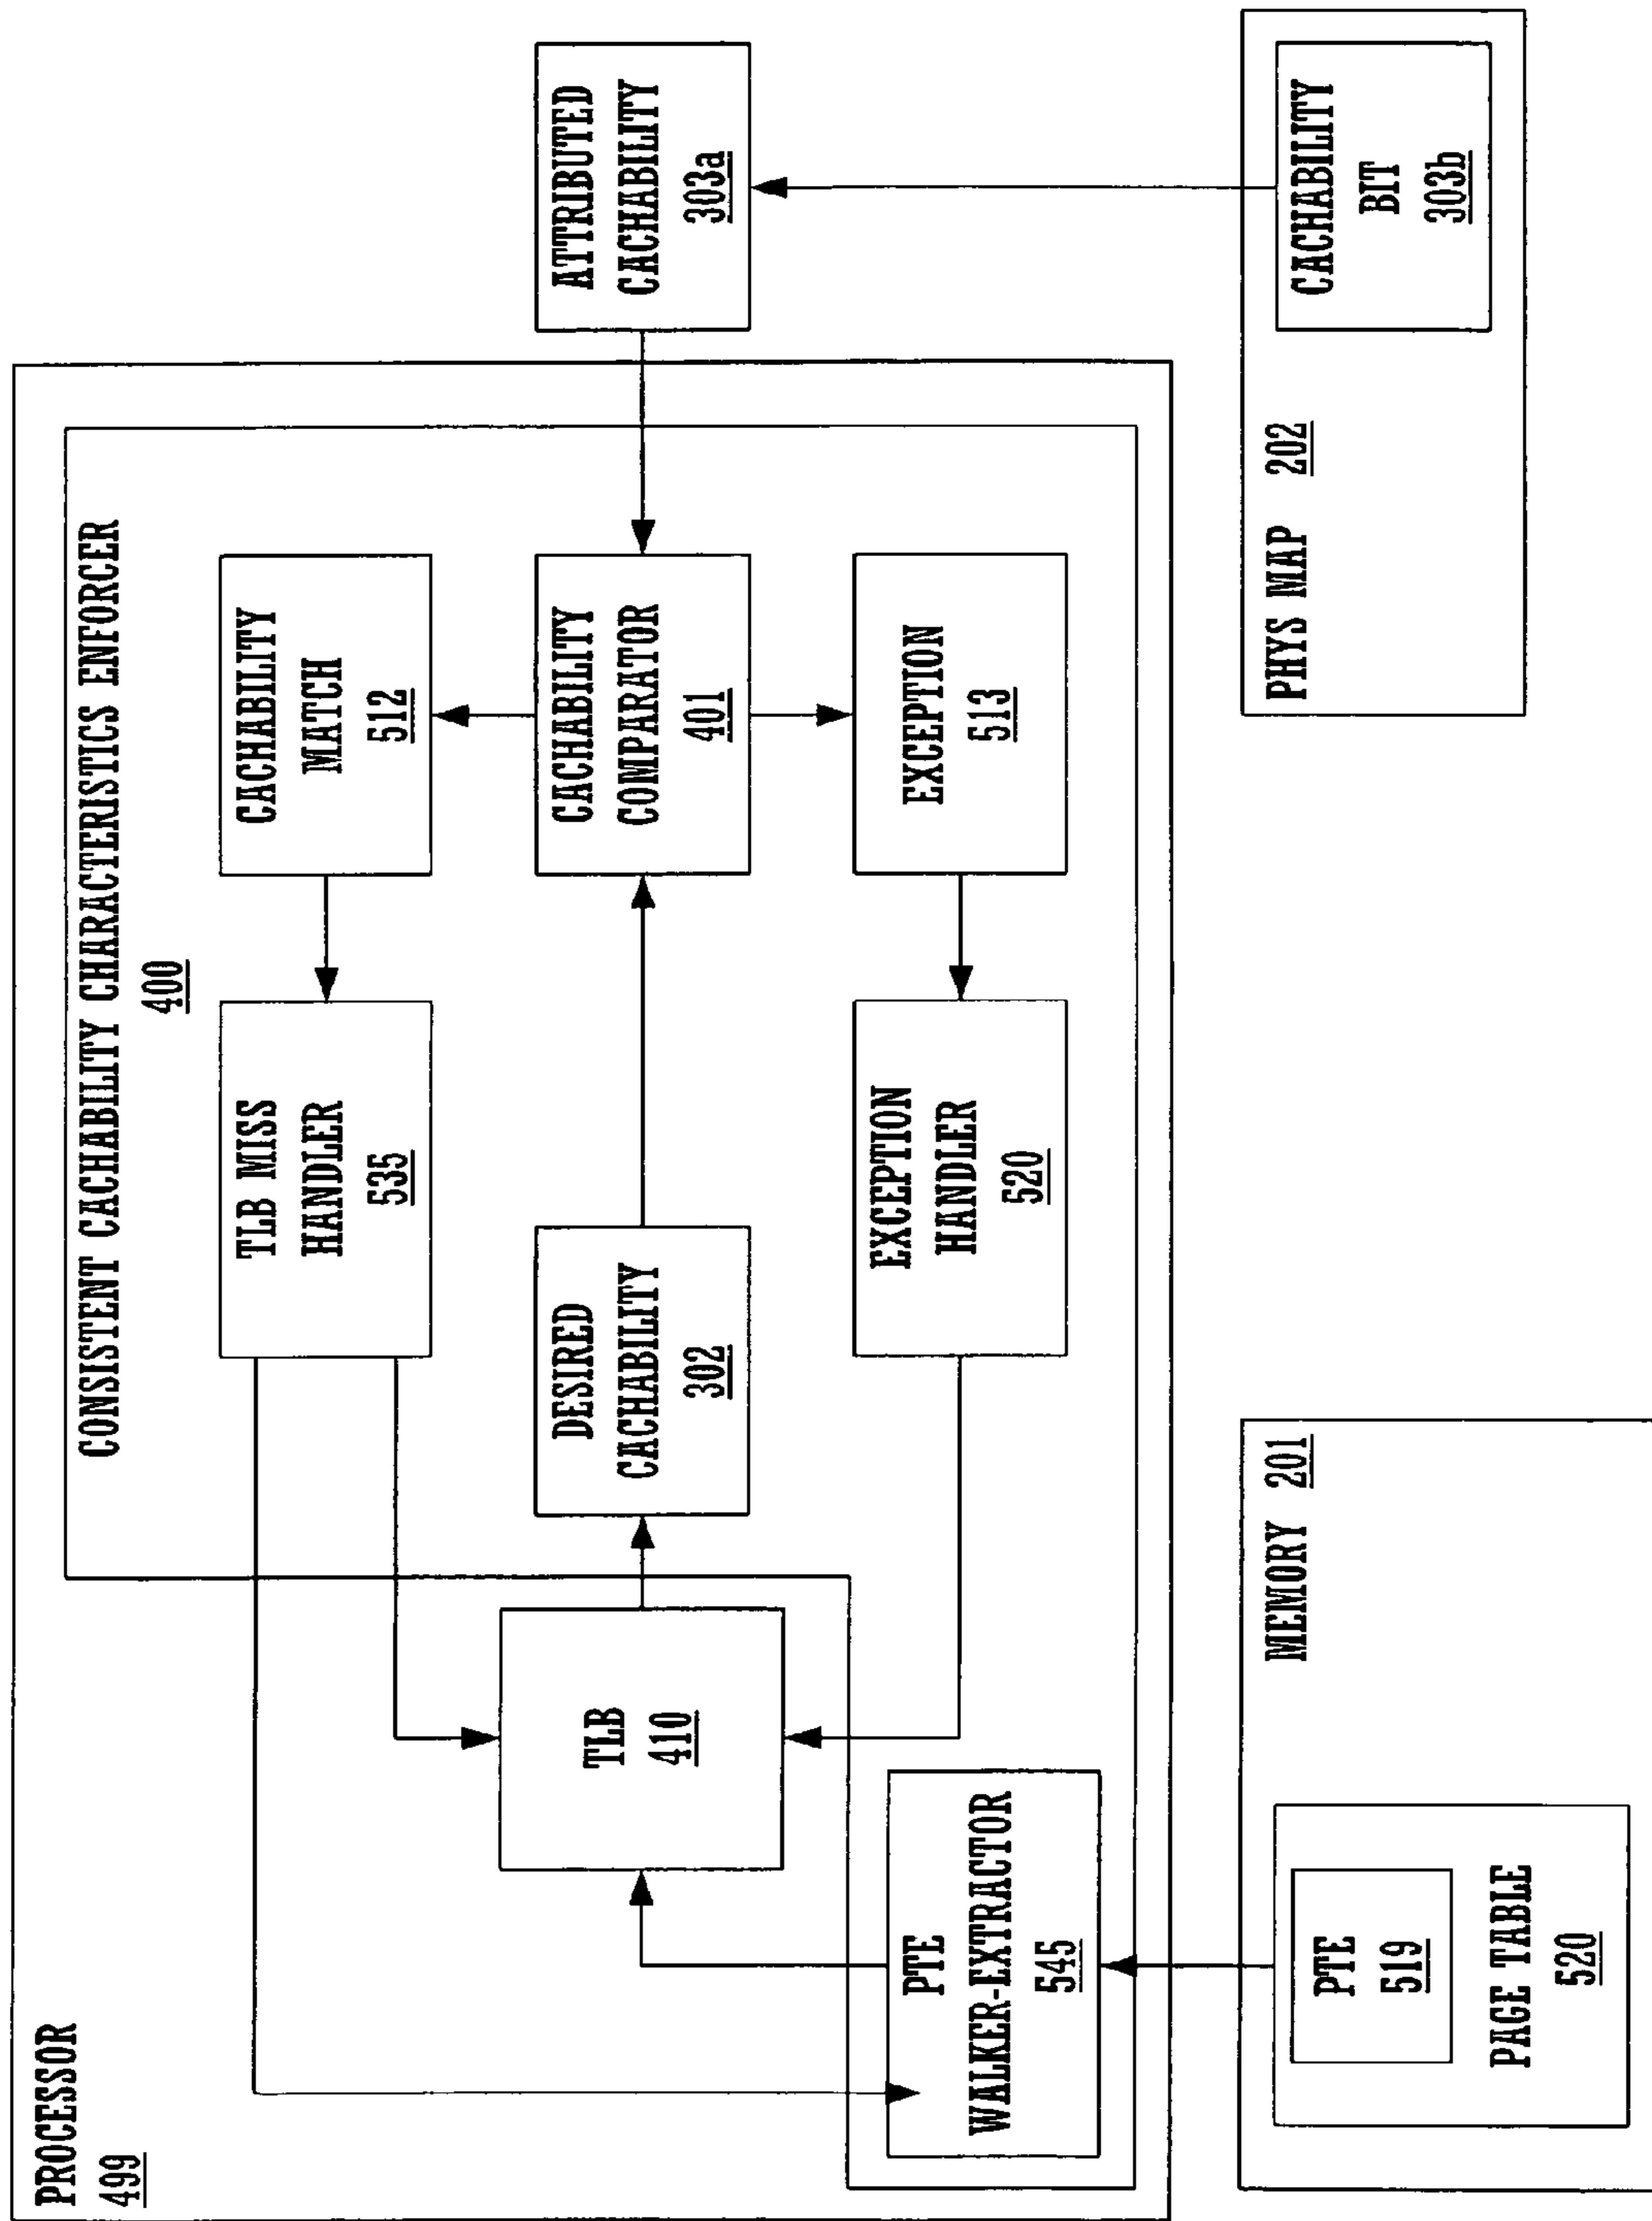 PROCESSOR
499
CONSISTENT CACHABILITY CHARACTERISTICS ENFORCER
400
TLB MISS
HANDLER
535
CACHABILITY
MATCH
512
TLB
410
DESIRED
CACHABILITY
302
CACHABILITY
COMPARATOR
401
ATTRIBUTED
CACHABILITY
303a
PTE
WALKER-EXTRACTOR
545
EXCEPTION
HANDLER
520
EXCEPTION
513
MEMORY 201
PTE
519
PAGE TABLE
520
PHYS MAP 202
CACHABILITY
BIT
303b